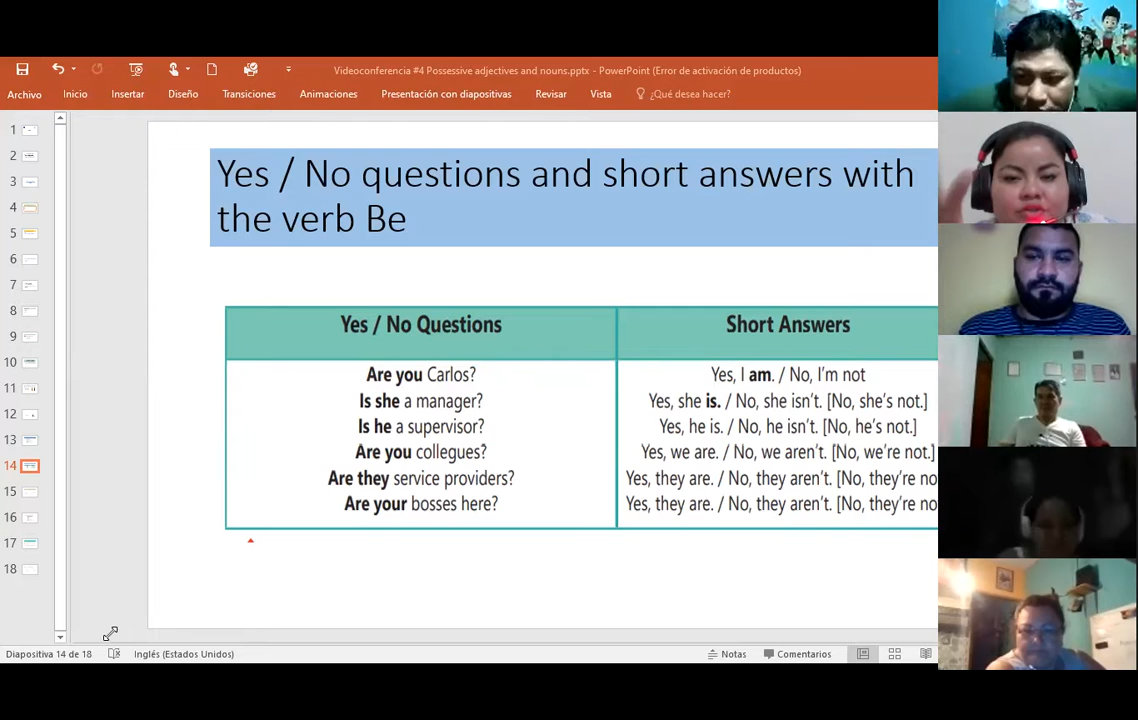 Videoconferencia #4 Possessive adjectives and nouns.pptx - PowerPoint (Error de activación de productos)
Archivo Inicio Insertar Diseño Transiciones Animaciones Presentación con diapositivas Revisar Vista ¿Qué desea hacer?
1
2
3
4
5
6
7
8
9
10
11
12
13
14
15
16
17
18
Yes / No questions and short answers with
the verb Be
Yes / No Questions Short Answers
Are you Carlos? Yes, I am. / No, I'm not
Is she a manager? Yes, she is. / No, she isn't. [No, she's not.]
Is he a supervisor? Yes, he is. / No, he isn't. [No, he's not.]
Are you collegues? Yes, we are. / No, we aren't. [No, we're not.]
Are they service providers? Yes, they are. / No, they aren't. [No, they're no
Are your bosses here? Yes, they are. / No, they aren't. [No, they're no
Diapositiva 14 de 18 Inglés (Estados Unidos) Notas Comentarios